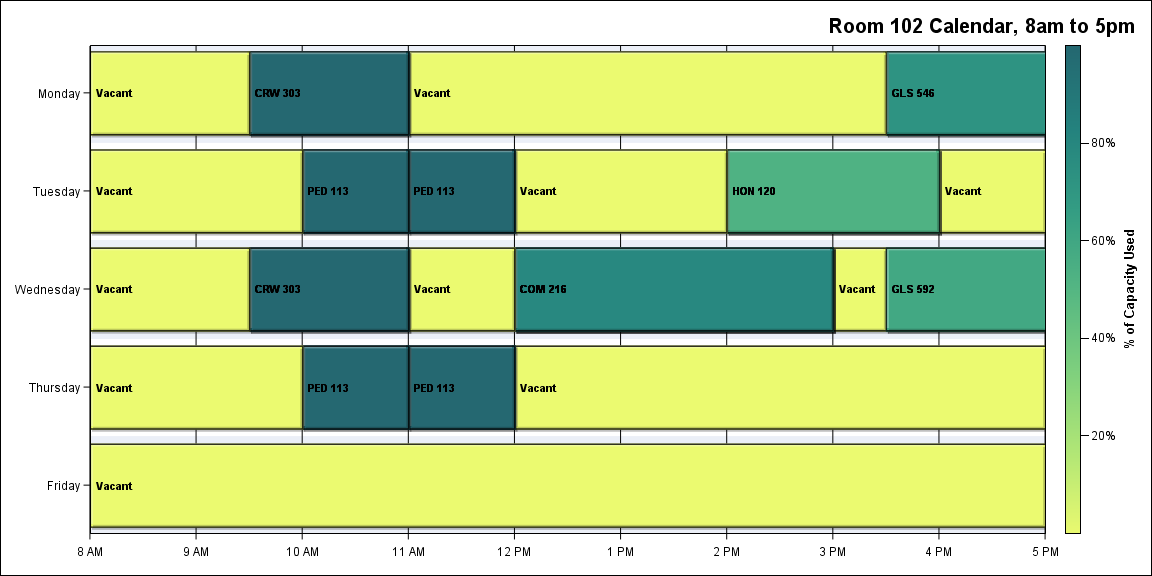 Room 102 Calendar, 8am to 5pm
Monday Vacant CRW 303 Vacant GLS 546
80%
Tuesday Vacant PED 113 PED 113 Vacant HON 120 Vacant
60%
Wednesday Vacant CRW 303 Vacant COM 216 Vacant GLS 592
% of Capacity Used
40%
Thursday Vacant PED 113 PED 113 Vacant
20%
Friday Vacant
8 AM 9 AM 10 AM 11 AM 12 PM 1 PM 2 PM 3 PM 4 PM 5 PM